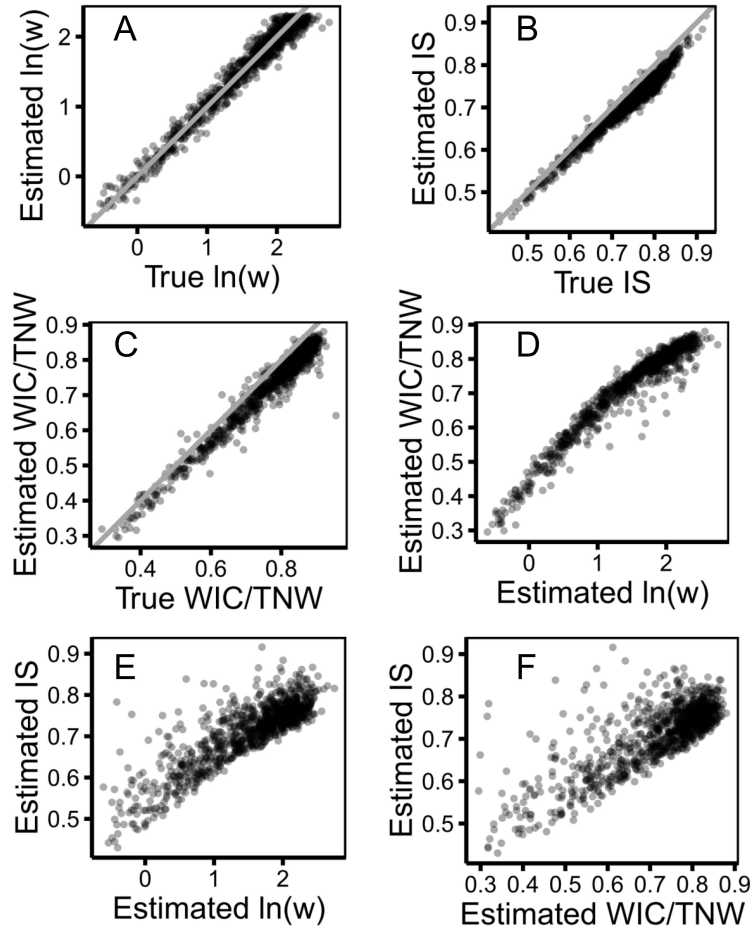 A
Estimated ln(w)
2
1
0
0 1 2
True ln(w)
B
Estimated IS
0.9
0.8
0.7
0.6
0.5
0.5 0.6 0.7 0.8 0.9
True IS
C
Estimated WIC/TNW
0.9
0.8
0.7
0.6
0.5
0.4
0.3
0.4 0.6 0.8
True WIC/TNW
D
Estimated WIC/TNW
0.9
0.8
0.7
0.6
0.5
0.4
0.3
0 1 2
Estimated ln(w)
E
Estimated IS
0.9
0.8
0.7
0.6
0.5
0 1 2
Estimated ln(w)
F
Estimated IS
0.9
0.8
0.7
0.6
0.5
0.3 0.4 0.5 0.6 0.7 0.8 0.9
Estimated WIC/TNW